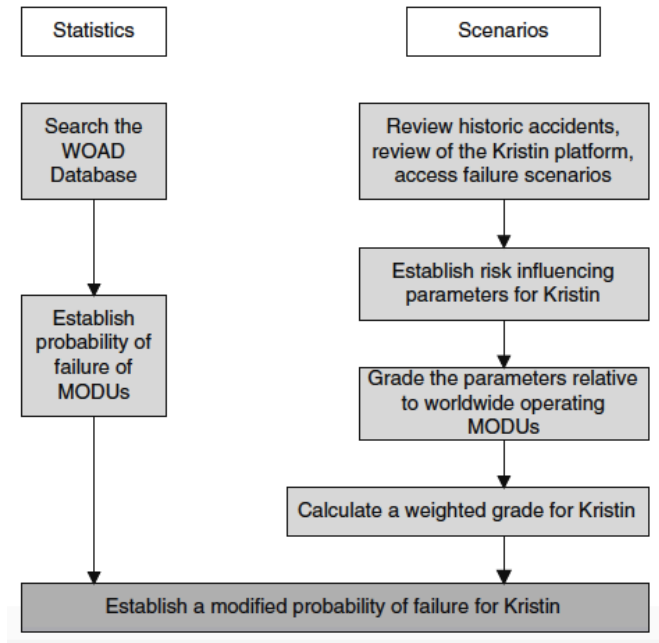 Statistics
Scenarios
Search the
WOAD
Database
Review historic accidents,
review of the Kristin platform,
access failure scenarios
Establish risk influencing
parameters for Kristin
Establish
probability of
failure of
MODUs
Grade the parameters relative
to worldwide operating
MODUs
Calculate a weighted grade for Kristin
Establish a modified probability of failure for Kristin